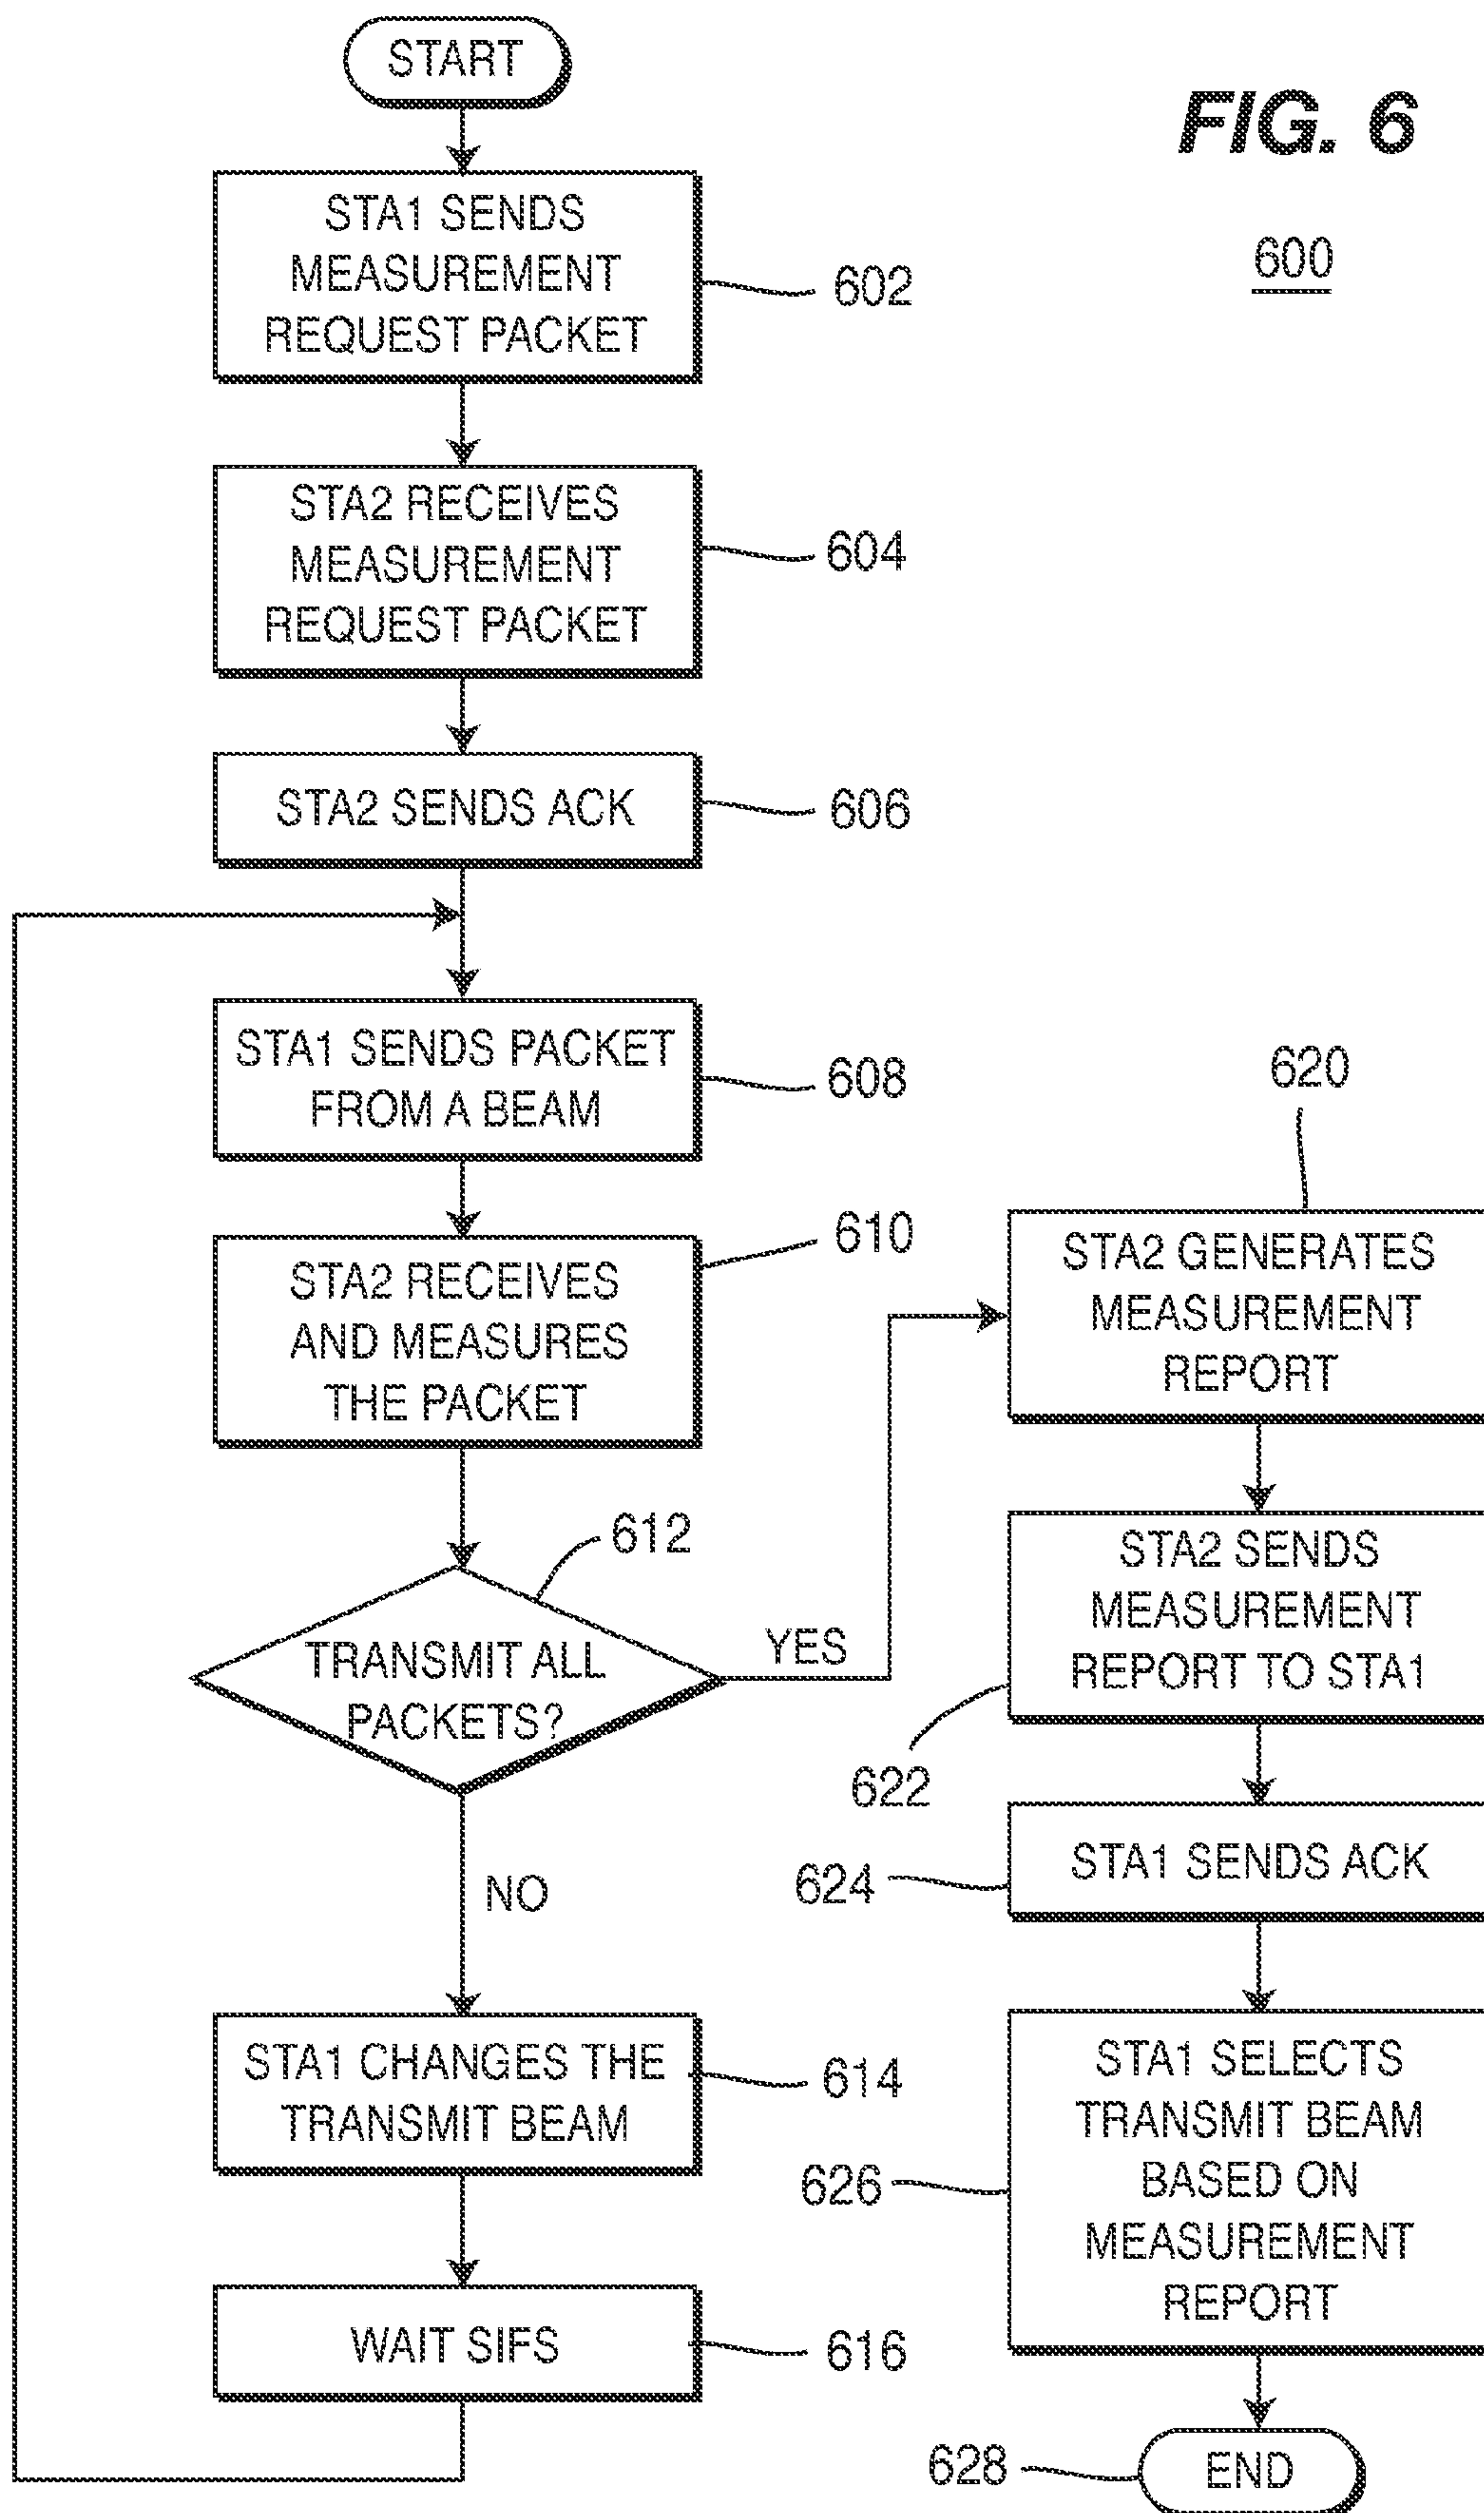 START
FIG. 6
600
STA1 SENDS
MEASUREMENT
REQUEST PACKET
602
STA2 RECEIVES
MEASUREMENT
REQUEST PACKET
604
STA2 SENDS ACK
606
STA1 SENDS PACKET
FROM A BEAM
608
STA2 RECEIVES
AND MEASURES
THE PACKET
610
TRANSMIT ALL
PACKETS?
612
YES
NO
STA1 CHANGES THE
TRANSMIT BEAM
614
WAIT SIFS
616
620
STA2 GENERATES
MEASUREMENT
REPORT
STA2 SENDS
MEASUREMENT
REPORT TO STA1
622
STA1 SENDS ACK
624
STA1 SELECTS
TRANSMIT BEAM
BASED ON
MEASUREMENT
REPORT
626
END
628